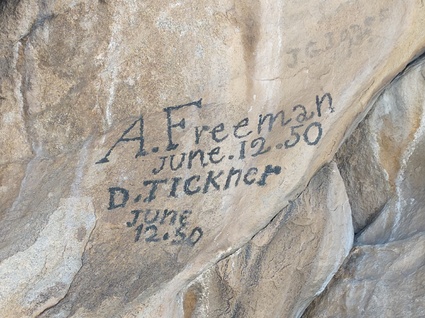 A. Freeman
JUNE.12.50
D. TICKNER
JUNE
12.50